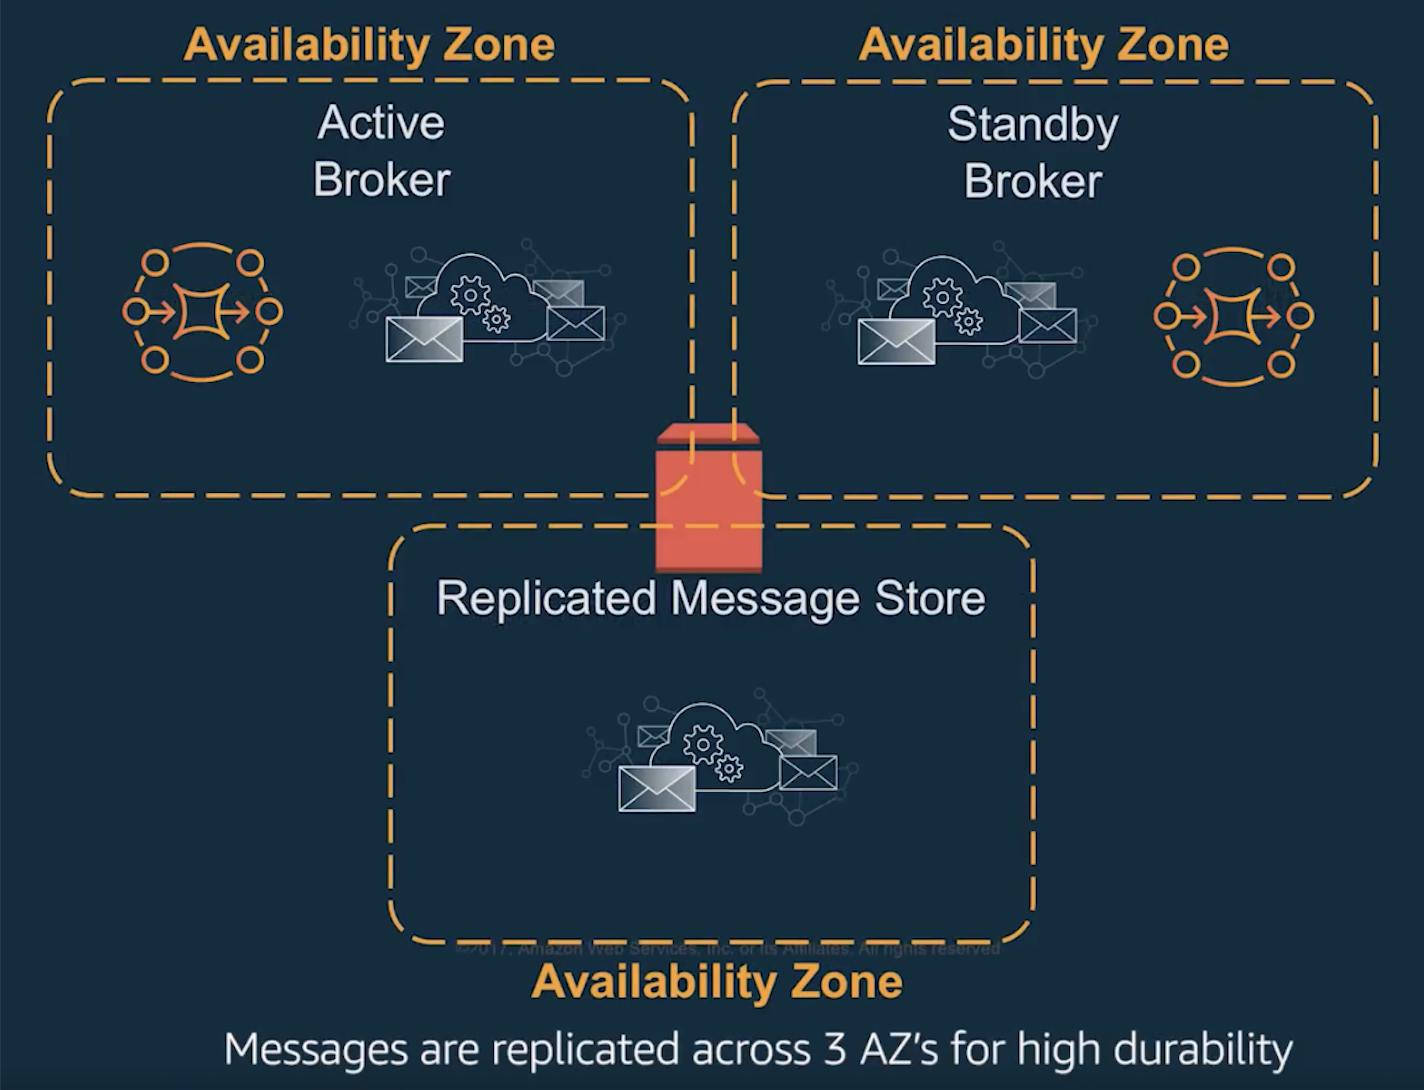 Availability Zone
Availability Zone
Active
Broker
Standby
Broker
Replicated Message Store
©2017, Amazon Web Services, Inc. or its Affiliates. All rights reserved
Availability Zone
Messages are replicated across 3 AZ's for high durability